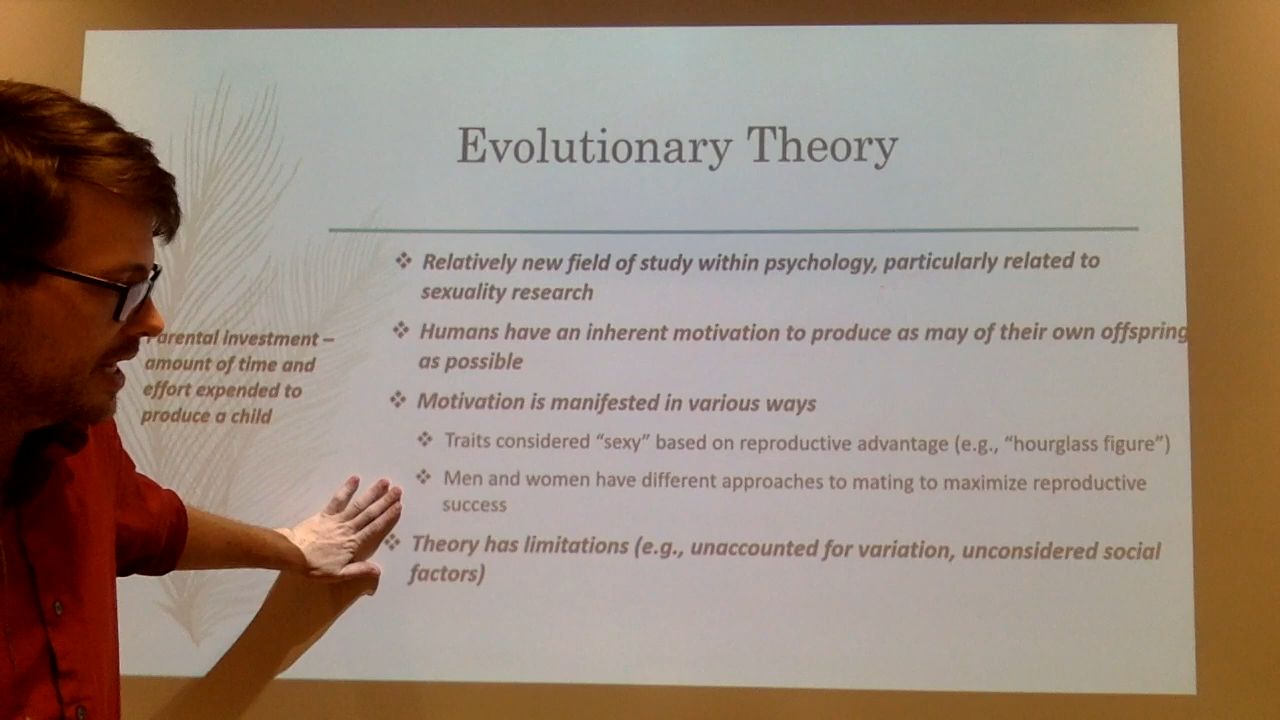 Evolutionary Theory
Relatively new field of study within psychology, particularly related to
sexuality research
Humans have an inherent motivation to produce as may of their own offspring
as possible
Motivation is manifested in various ways
Traits considered “sexy” based on reproductive advantage (e.g., “hourglass figure”)
Men and women have different approaches to mating to maximize reproductive
success
Theory has limitations (e.g., unaccounted for variation, unconsidered social
factors)
Parental investment –
amount of time and
effort expended to
produce a child